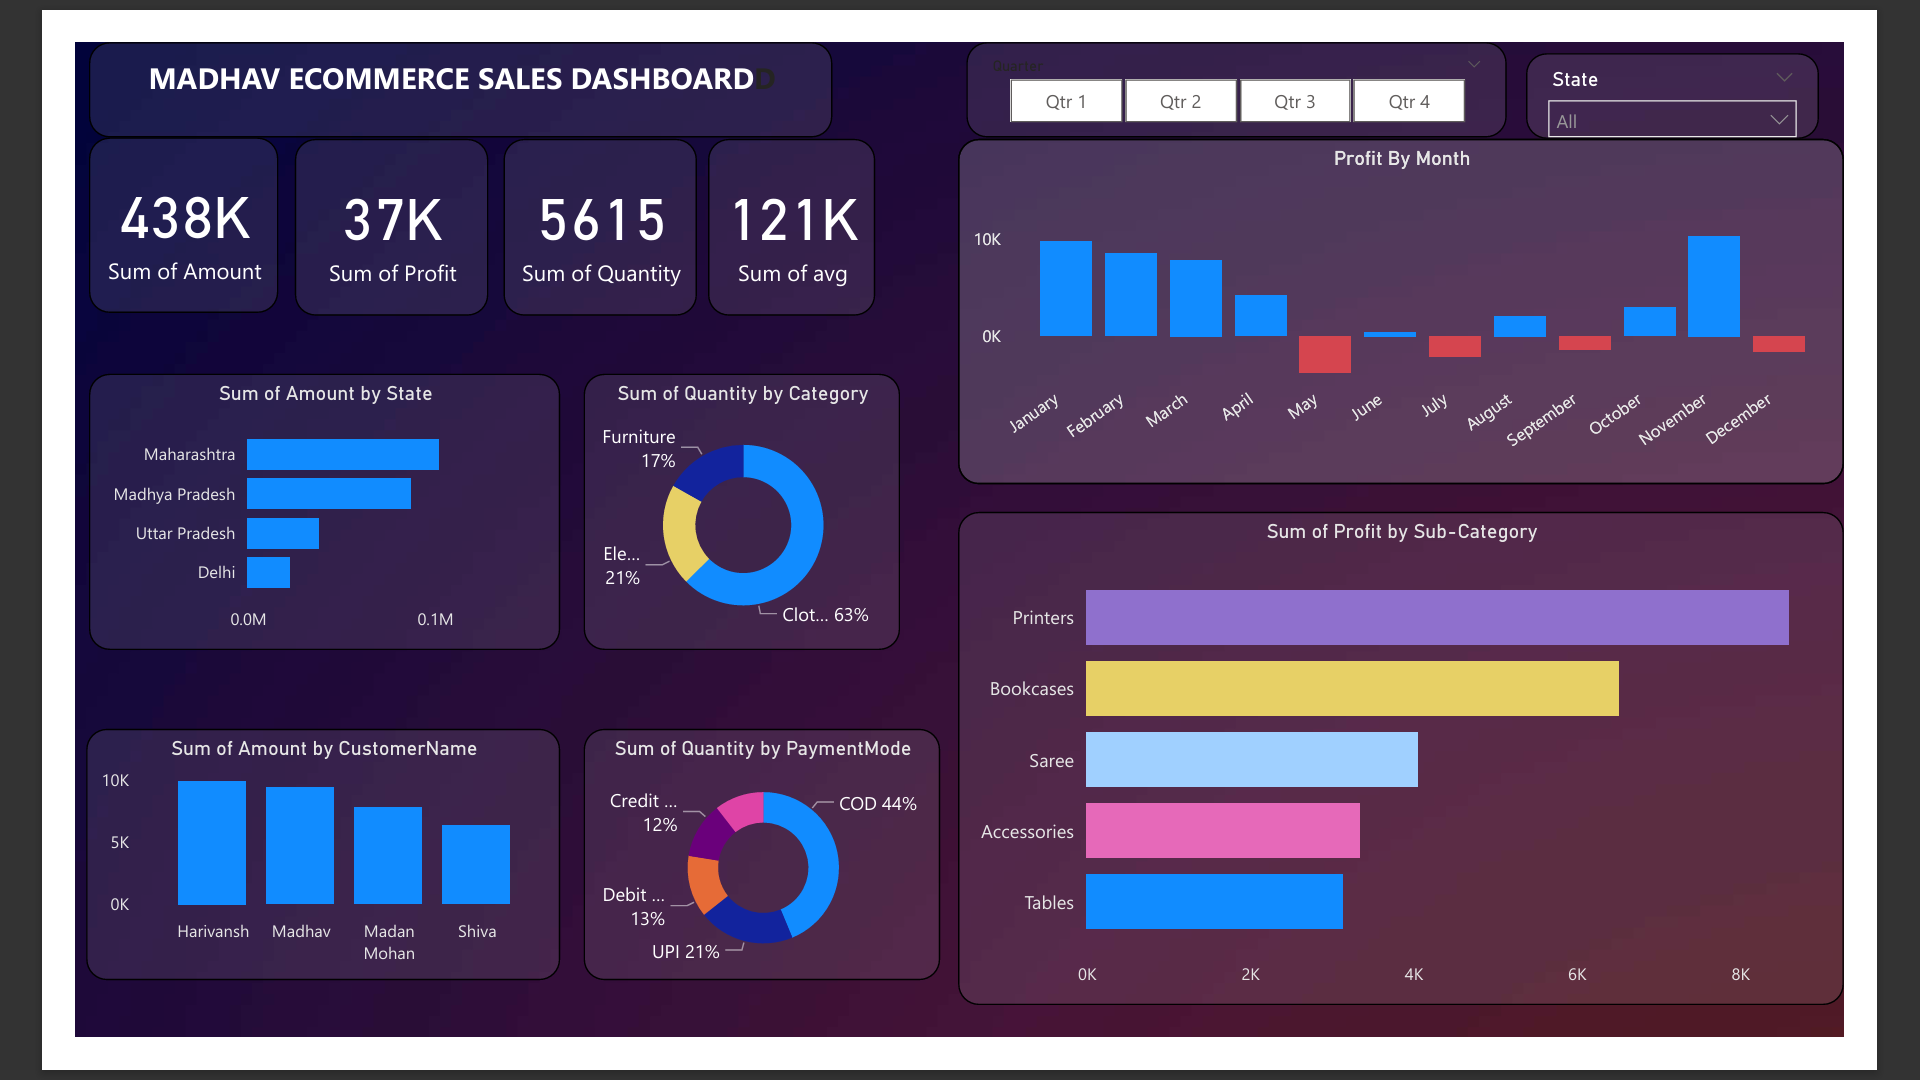 MADHAV ECOMMERCE SALES DASHBOARDD
Quarter
Qtr 1
Qtr 2
Qtr 3
Qtr 4
State
All
438K
Sum of Amount
37K
Sum of Profit
5615
Sum of Quantity
121K
Sum of avg
Profit By Month
10K
0K
January
February
March
April
May
June
July
August
September
October
November
December
Sum of Amount by State
Maharashtra
Madhya Pradesh
Uttar Pradesh
Delhi
0.0M
0.1M
Sum of Quantity by Category
Furniture
17%
Ele...
21%
Clot... 63%
Sum of Profit by Sub-Category
Printers
Bookcases
Saree
Accessories
Tables
0K
2K
4K
6K
8K
Sum of Amount by CustomerName
10K
5K
0K
Harivansh
Madhav
Madan
Mohan
Shiva
Sum of Quantity by PaymentMode
Credit ...
12%
COD 44%
Debit ...
13%
UPI 21%